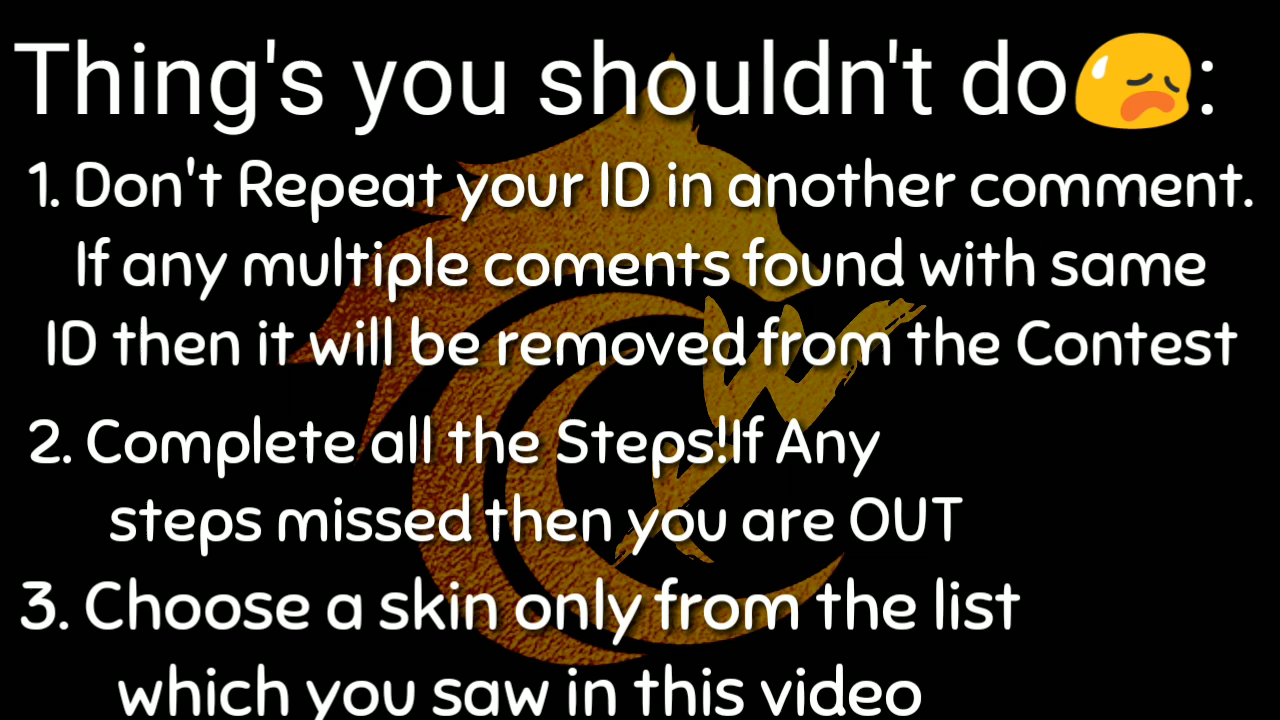 Thing's you shouldn't do😥:
1. Don't Repeat your ID in another comment.
If any multiple coments found with same
ID then it will be removed from the Contest
2. Complete all the Steps!If Any
steps missed then you are OUT
3. Choose a skin only from the list
which you saw in this video